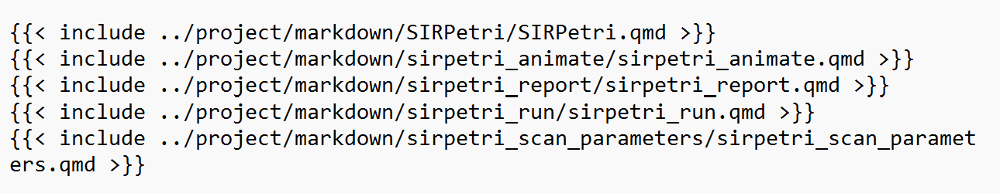 {{< include ../project/markdown/SIRPetri/SIRPetri.qmd >}}
{{< include ../project/markdown/sirpetri_animate/sirpetri_animate.qmd >}}
{{< include ../project/markdown/sirpetri_report/sirpetri_report.qmd >}}
{{< include ../project/markdown/sirpetri_run/sirpetri_run.qmd >}}
{{< include ../project/markdown/sirpetri_scan_parameters/sirpetri_scan_paramet
ers.qmd >}}